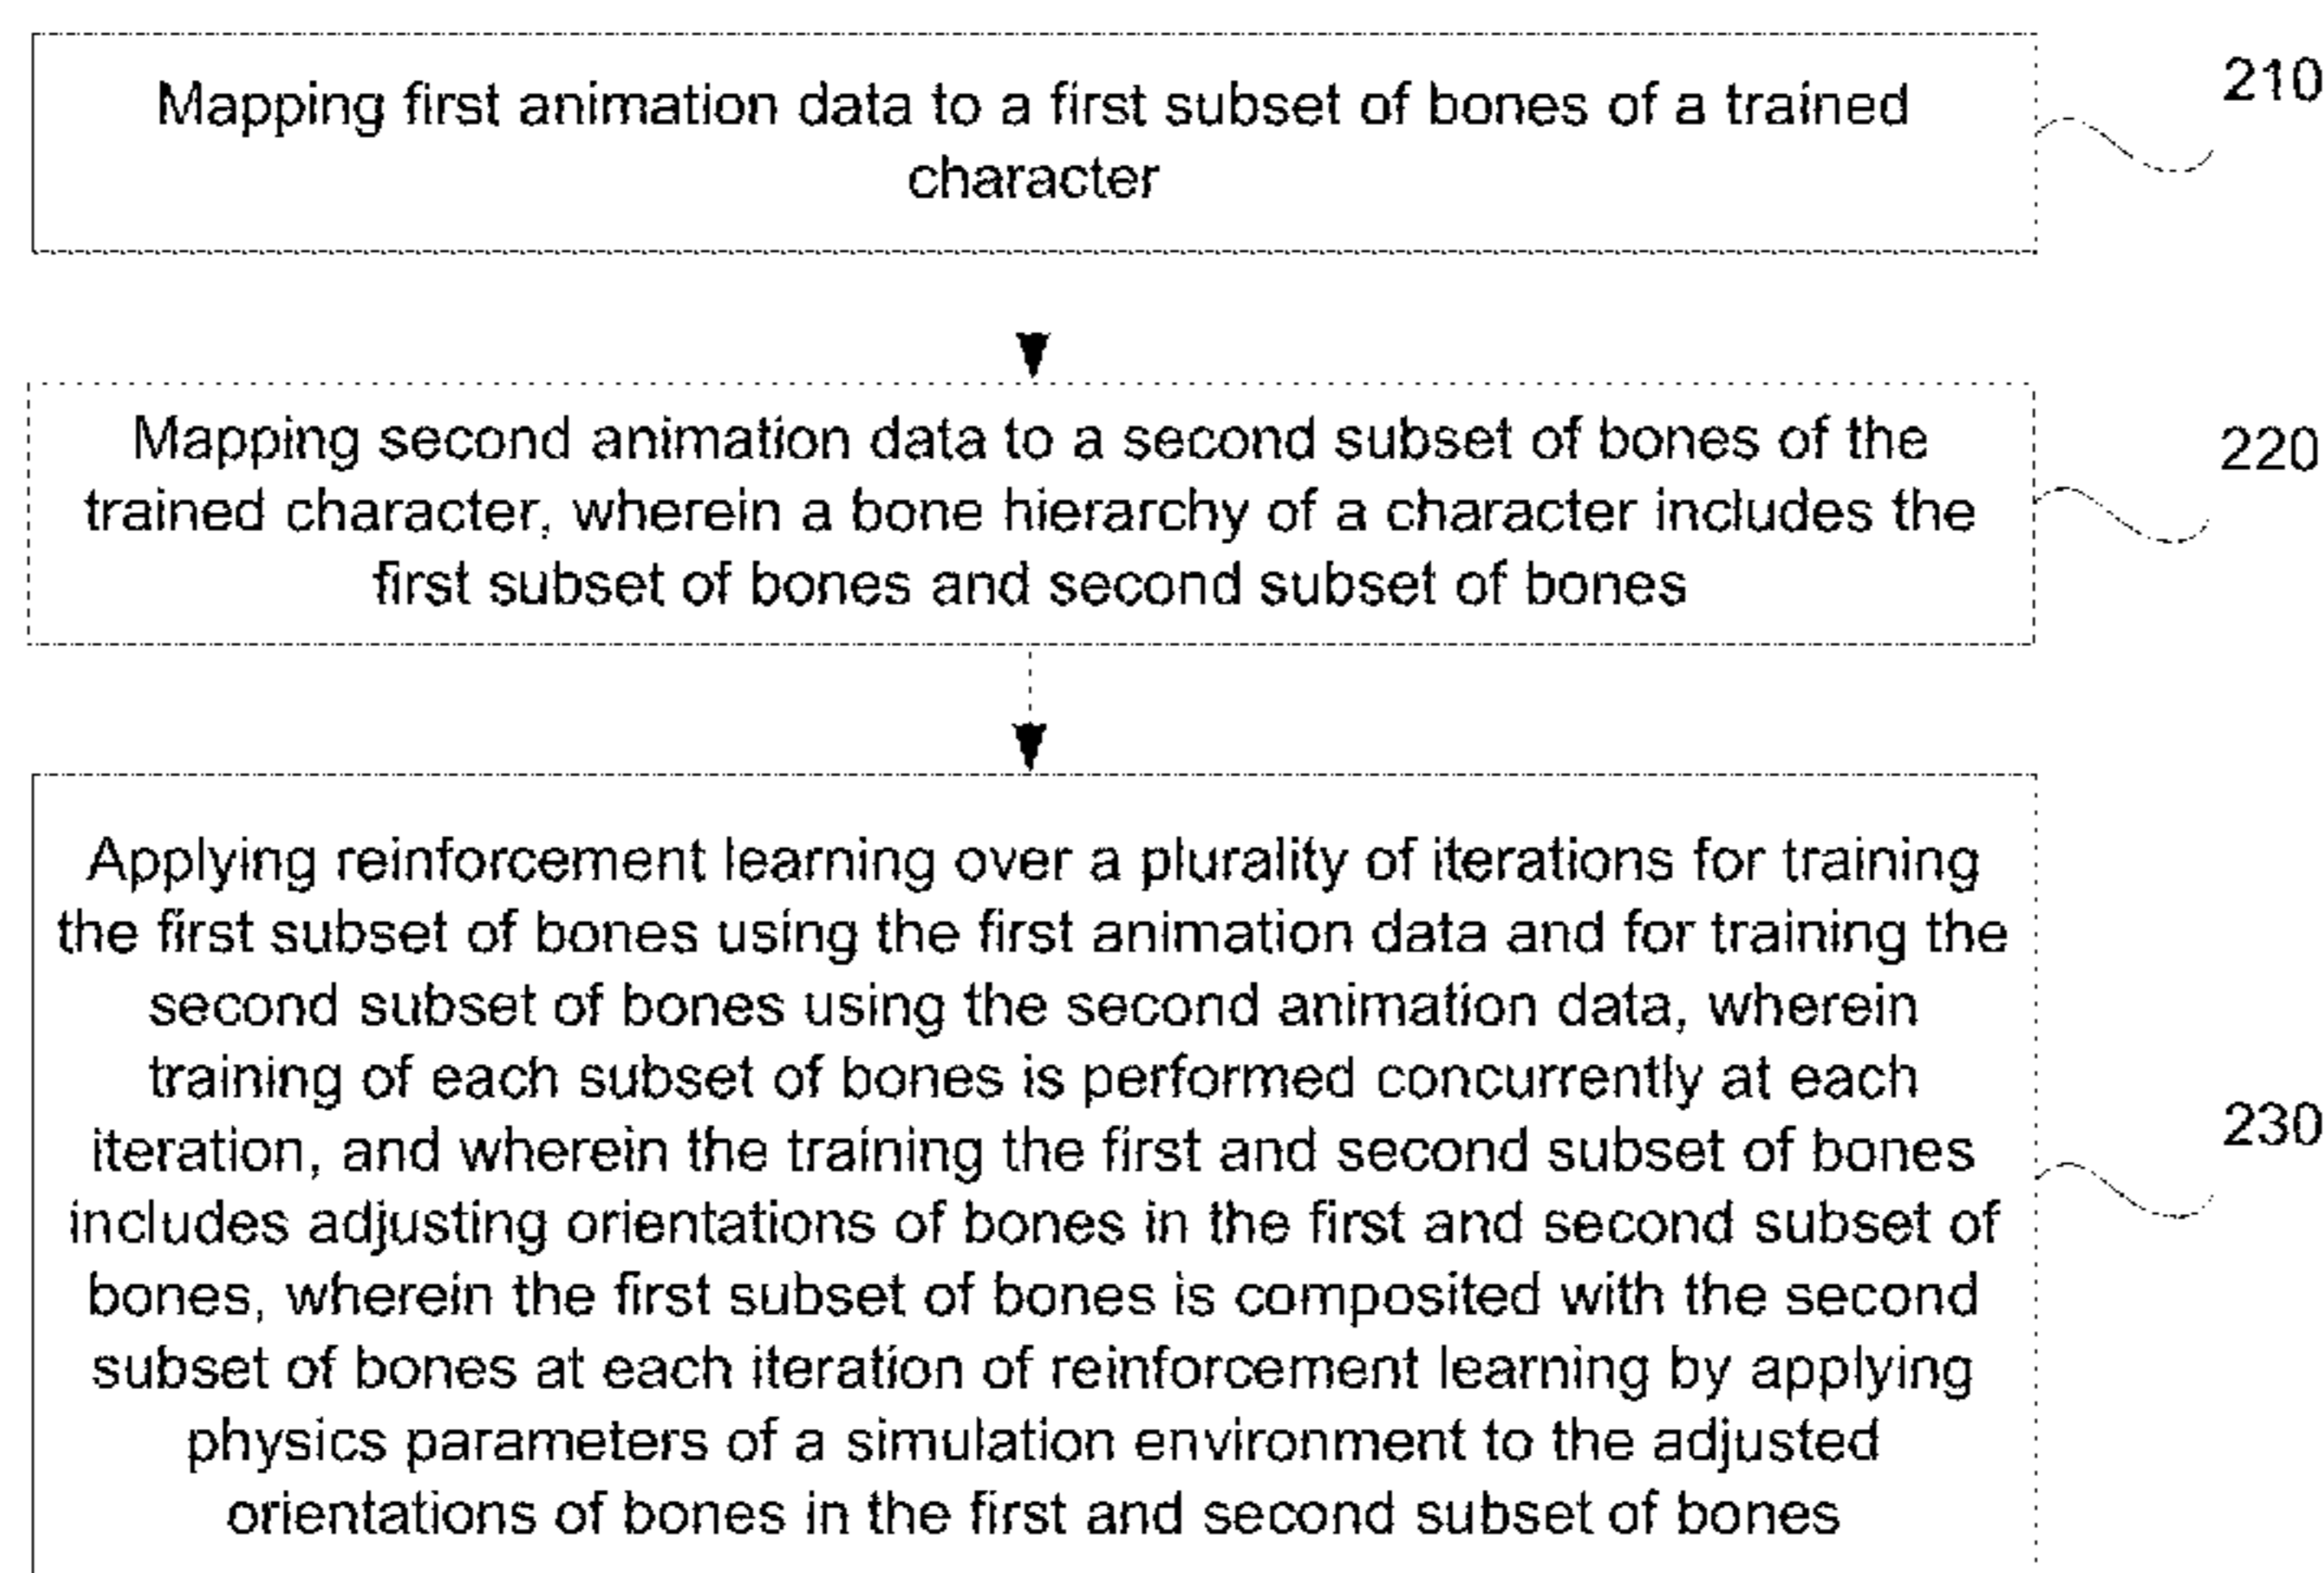 Mapping first animation data to a first subset of bones of a trained
character
210
Mapping second animation data to a second subset of bones of the
trained character, wherein a bone hierarchy of a character includes the
first subset of bones and second subset of bones
220
Applying reinforcement learning over a plurality of iterations for training
the first subset of bones using the first animation data and for training the
second subset of bones using the second animation data, wherein
training of each subset of bones is performed concurrently at each
iteration, and wherein the training the first and second subset of bones
includes adjusting orientations of bones in the first and second subset of
bones, wherein the first subset of bones is composited with the second
subset of bones at each iteration of reinforcement learning by applying
physics parameters of a simulation environment to the adjusted
orientations of bones in the first and second subset of bones
230